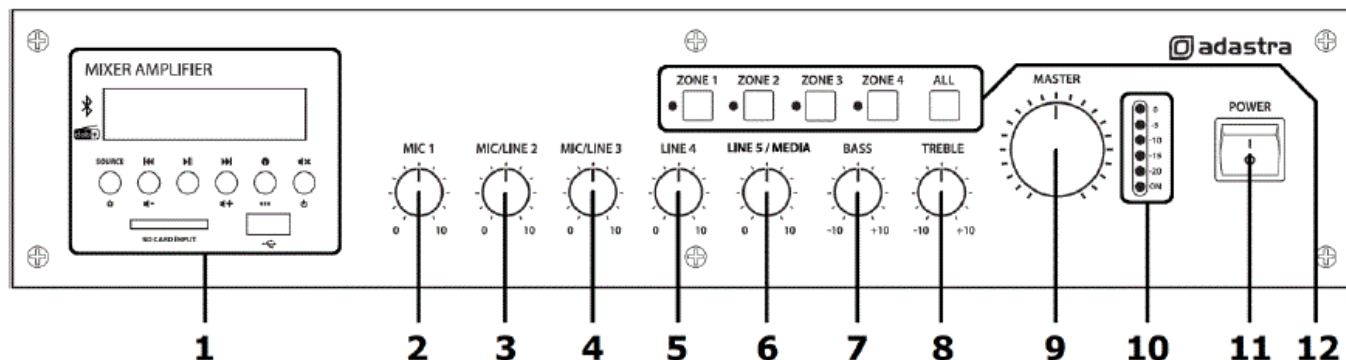 adastra
MIXER AMPLIFIER
ZONE 1 ZONE 2 ZONE 3 ZONE 4 ALL
MASTER
POWER
0
-5
-10
-15
-20
ON
SOURCE
SD CARD INPUT
MIC 1 MIC/LINE 2 MIC/LINE 3 LINE 4 LINE 5 / MEDIA BASS TREBLE
0 10 0 10 0 10 0 10 0 10 -10 +10 -10 +10
1 2 3 4 5 6 7 8 9 10 11 12